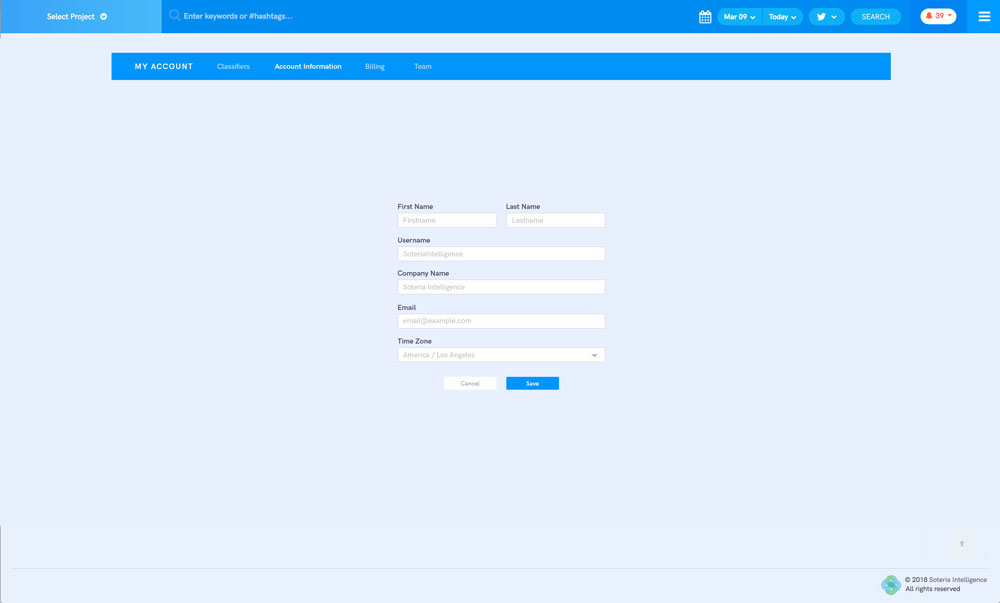 Select Project
Enter keywords or #hashtags...
Mar 09
Today
SEARCH
39
MY ACCOUNT
Classifiers
Account Information
Billing
Team
First Name
Last Name
Firstname
Lastname
Username
SoteriaIntelligence
Company Name
Soteria Intelligence
Email
email@example.com
Time Zone
America / Los Angeles
Cancel
Save
© 2018 Soteria Intelligence
All rights reserved